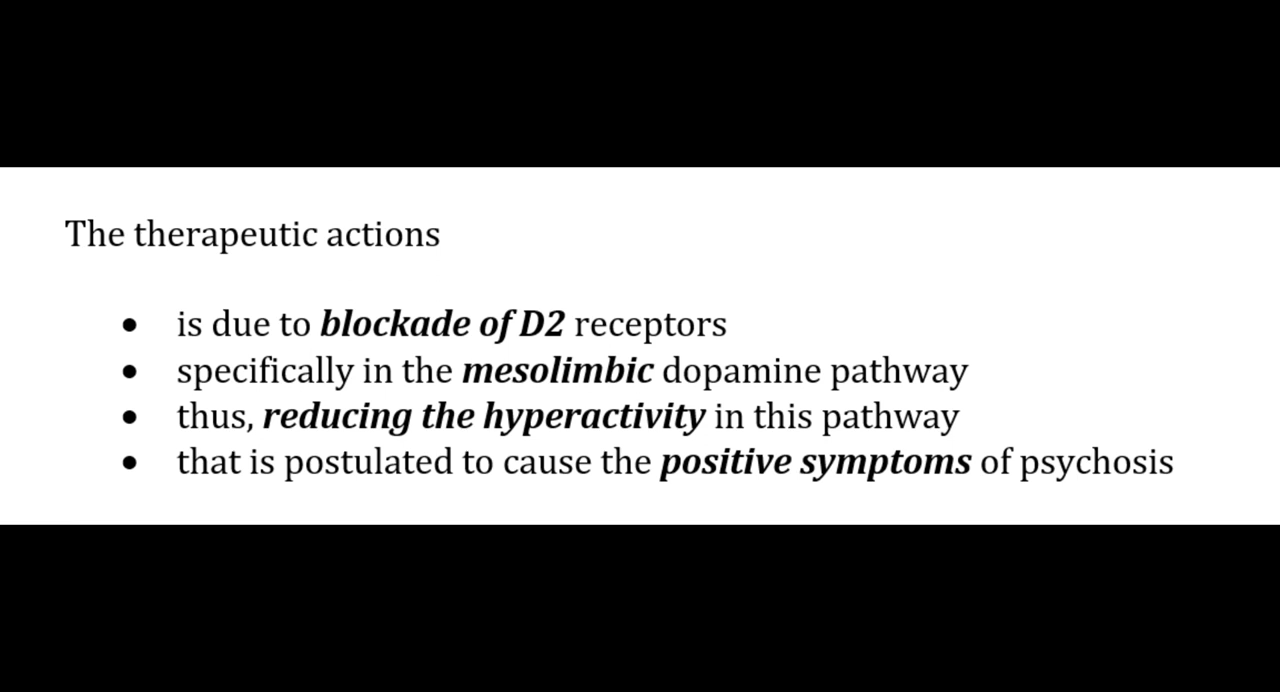 The therapeutic actions
• is due to blockade of D2 receptors
• specifically in the mesolimbic dopamine pathway
• thus, reducing the hyperactivity in this pathway
• that is postulated to cause the positive symptoms of psychosis